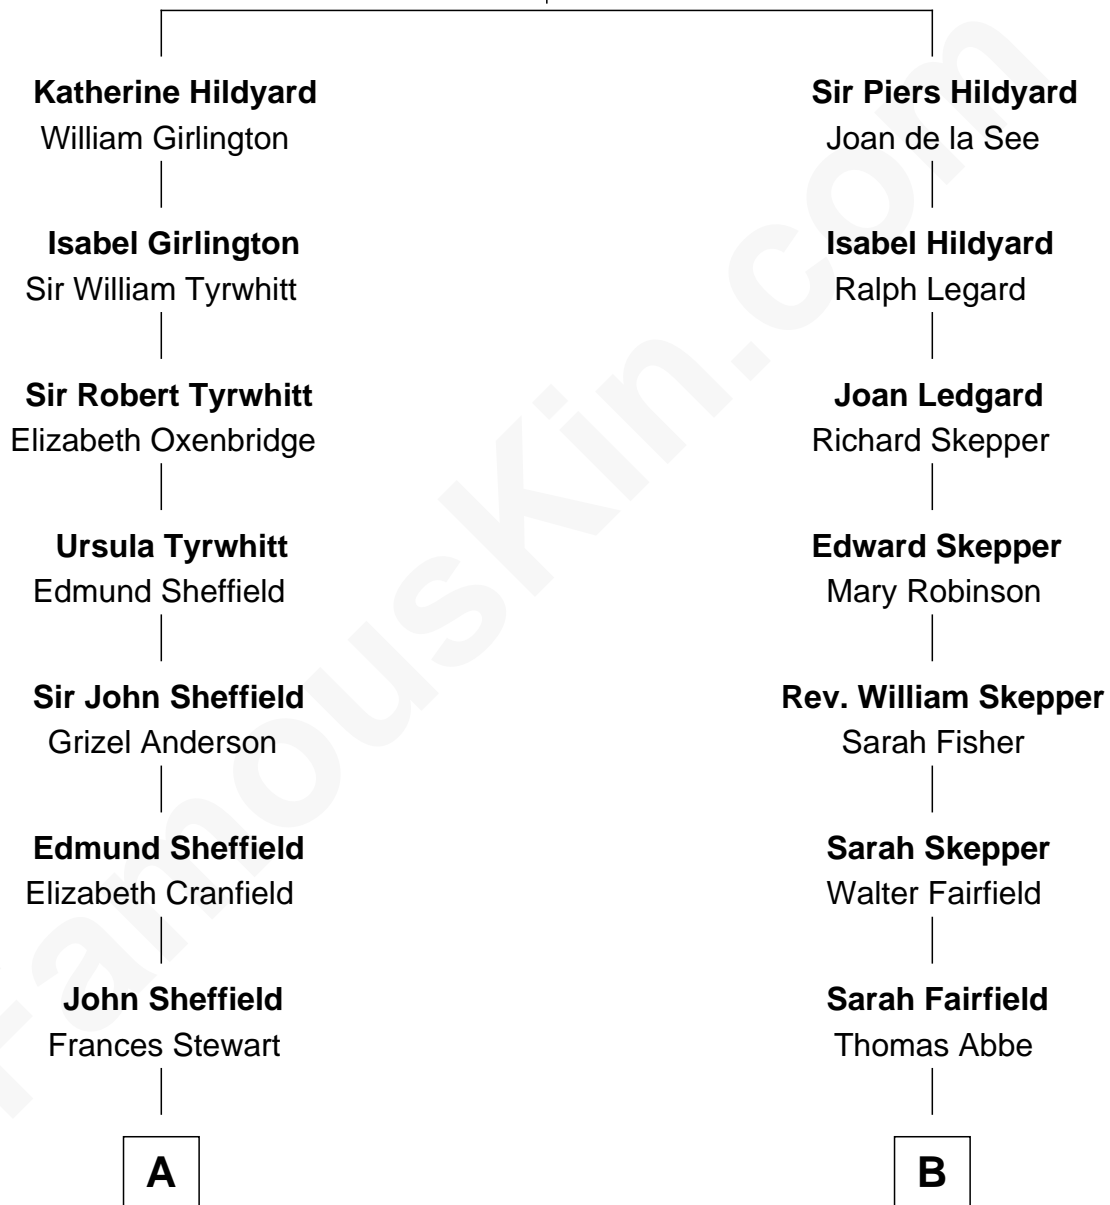 Katherine Hildyard
William Girlington
Isabel Girlington
Sir William Tyrwhitt
Sir Robert Tyrwhitt
Elizabeth Oxenbridge
Ursula Tyrwhitt
Edmund Sheffield
Sir John Sheffield
Grizel Anderson
Edmund Sheffield
Elizabeth Cranfield
John Sheffield
Frances Stewart
A
Sir Piers Hildyard
Joan de la See
Isabel Hildyard
Ralph Legard
Joan Ledgard
Richard Skepper
Edward Skepper
Mary Robinson
Rev. William Skepper
Sarah Fisher
Sarah Skepper
Walter Fairfield
Sarah Fairfield
Thomas Abbe
B
FamousKin.com